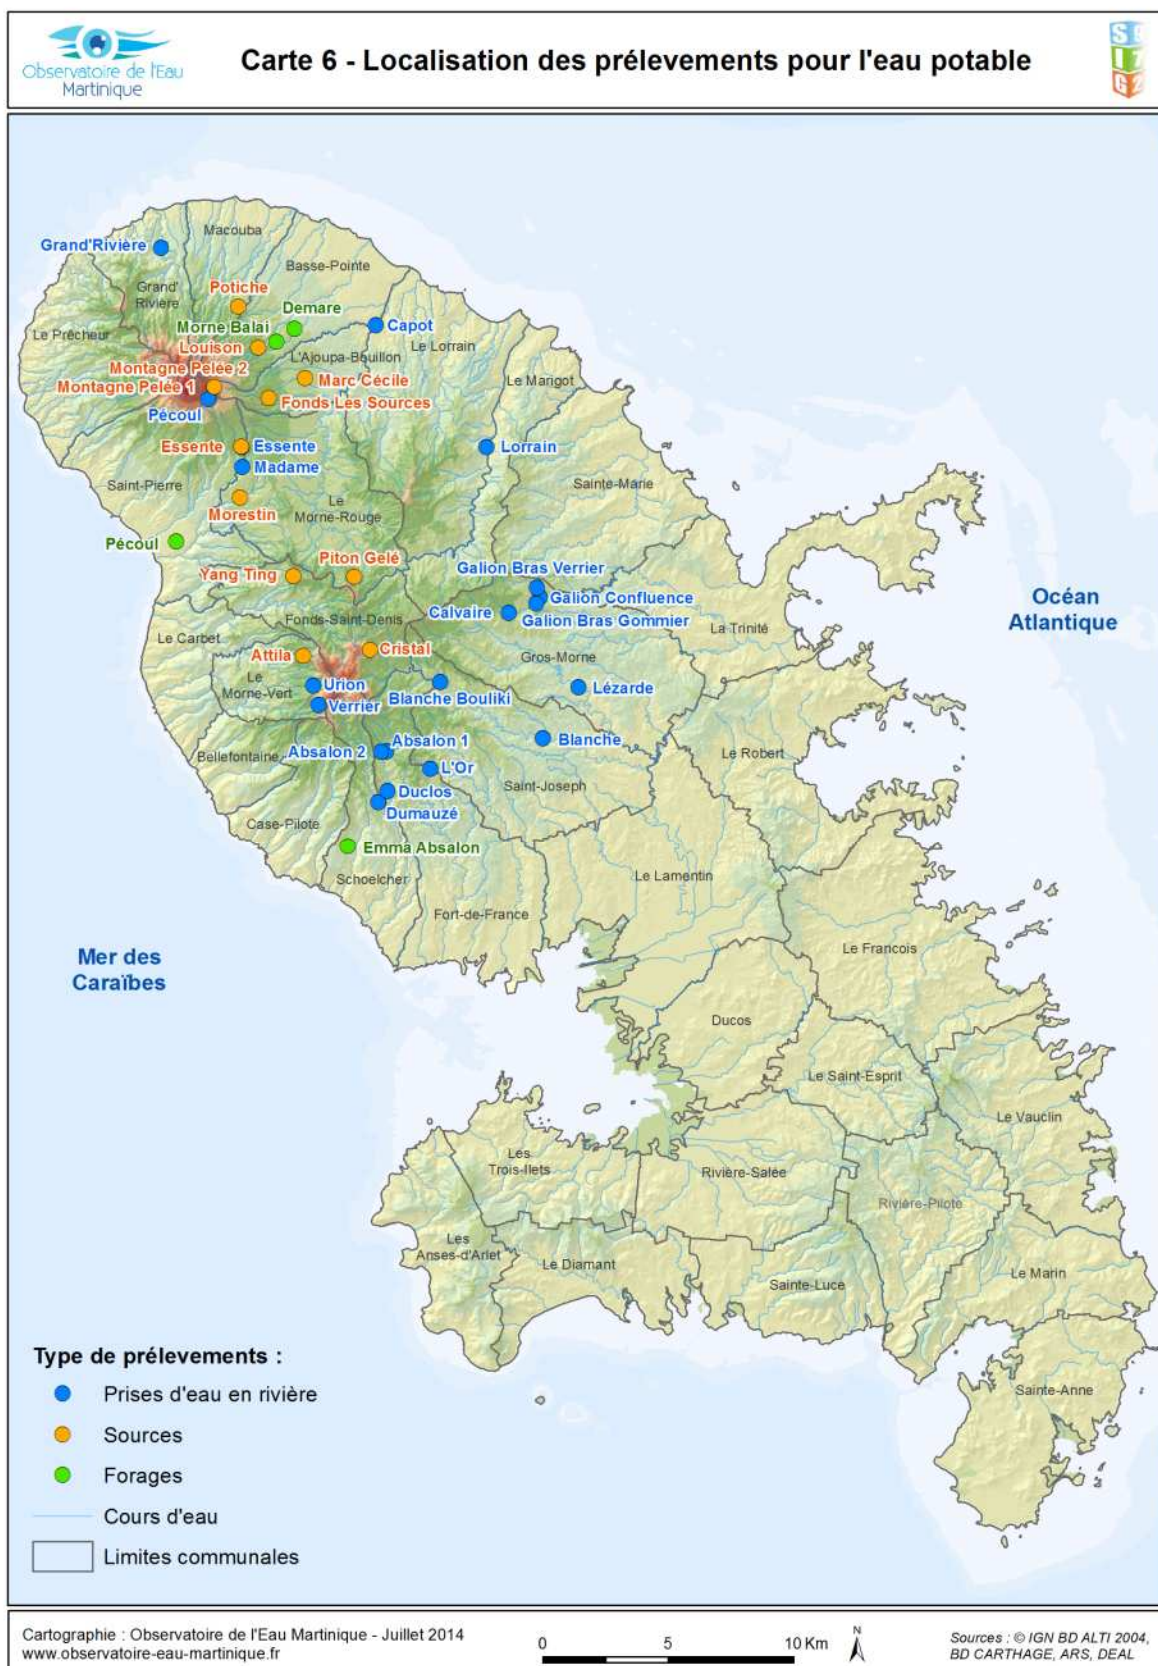 Observatoire de l'Eau
Martinique
Carte 6 - Localisation des prélevements pour l'eau potable
S
I
G
Macouba
Grand'Rivière
Basse-Pointe
Grand'
Rivière
Potiche
Demare
Le Prêcheur
Morne Balai
Capot
Louison
Le Lorrain
L'Ajoupa-Bouillon
Montagne Pelée 2
Marc Cécile
Le Marigot
Montagne Pelée 1
Fonds Les Sources
Pécoul
Essente
Essente
Lorrain
Madame
Saint-Pierre
Sainte-Marie
Morestin
Le
Morne-Rouge
Pécoul
Piton Gelé
Yang Ting
Galion Bras Verrier
Galion Confluence
Océan
Atlantique
Calvaire
Galion Bras Gommier
Fonds-Saint-Denis
La Trinité
Le Carbet
Attila
Cristal
Gros-Morne
Le
Morne-Vert
Urion
Blanche Bouliki
Lézarde
Verrier
Absalon 1
Blanche
Absalon 2
Le Robert
Bellefontaine
L'Or
Saint-Joseph
Duclos
Dumauzé
Case-Pilote
Emma Absalon
Schoelcher
Le Lamentin
Fort-de-France
Mer des
Caraïbes
Le Francois
Ducos
Le Saint-Esprit
Le Vauclin
Les
Trois-Ilets
Rivière-Salée
Rivière-Pilote
Les
Anses-d'Arlet
Le Diamant
Sainte-Luce
Le Marin
Sainte-Anne
Type de prélevements :
Prises d'eau en rivière
Sources
Forages
Cours d'eau
Limites communales
Cartographie : Observatoire de l'Eau Martinique - Juillet 2014
www.observatoire-eau-martinique.fr
0 5 10 Km
N
Sources : © IGN BD ALTI 2004,
BD CARTHAGE, ARS, DEAL